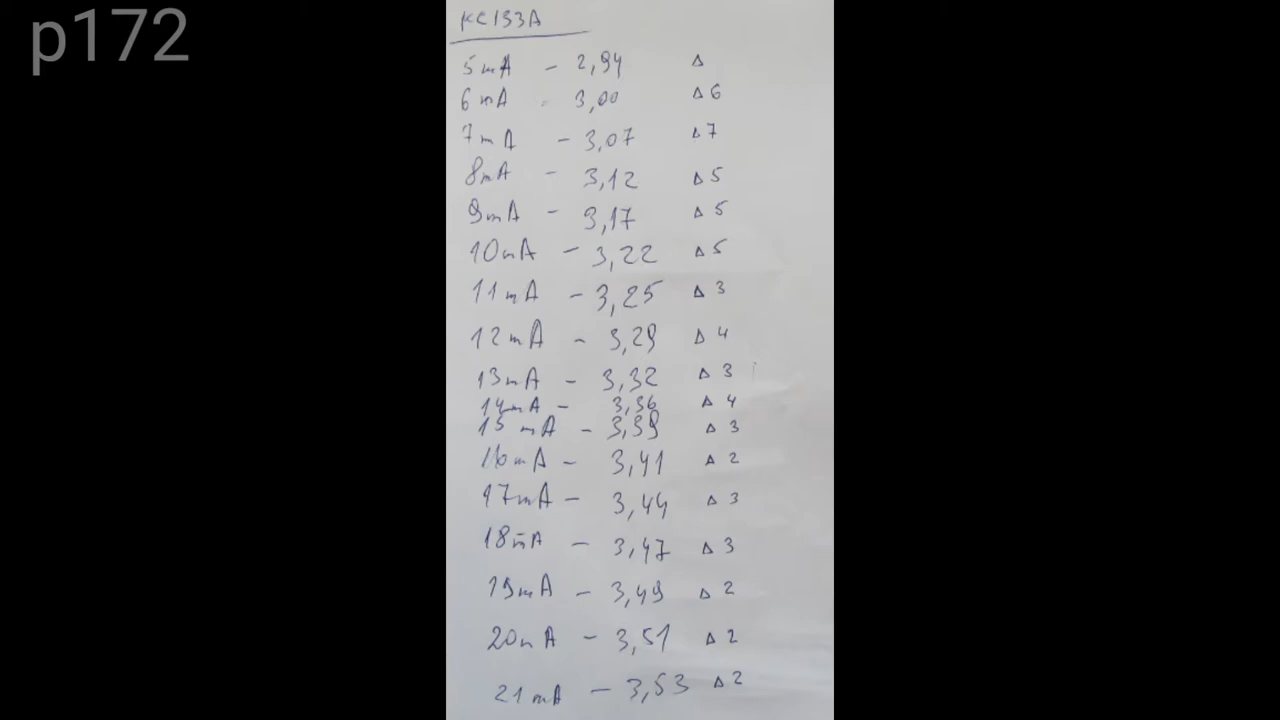 p172
КС133А
5mA - 2,94 Δ
6mA - 3,00 Δ6
7mA - 3,07 Δ7
8mA - 3,12 Δ5
9mA - 3,17 Δ5
10mA - 3,22 Δ5
11mA - 3,25 Δ3
12mA - 3,29 Δ4
13mA - 3,32 Δ3
14mA - 3,36 Δ4
15mA - 3,39 Δ3
16mA - 3,41 Δ2
17mA - 3,44 Δ3
18mA - 3,47 Δ3
19mA - 3,49 Δ2
20mA - 3,51 Δ2
21mA - 3,53 Δ2